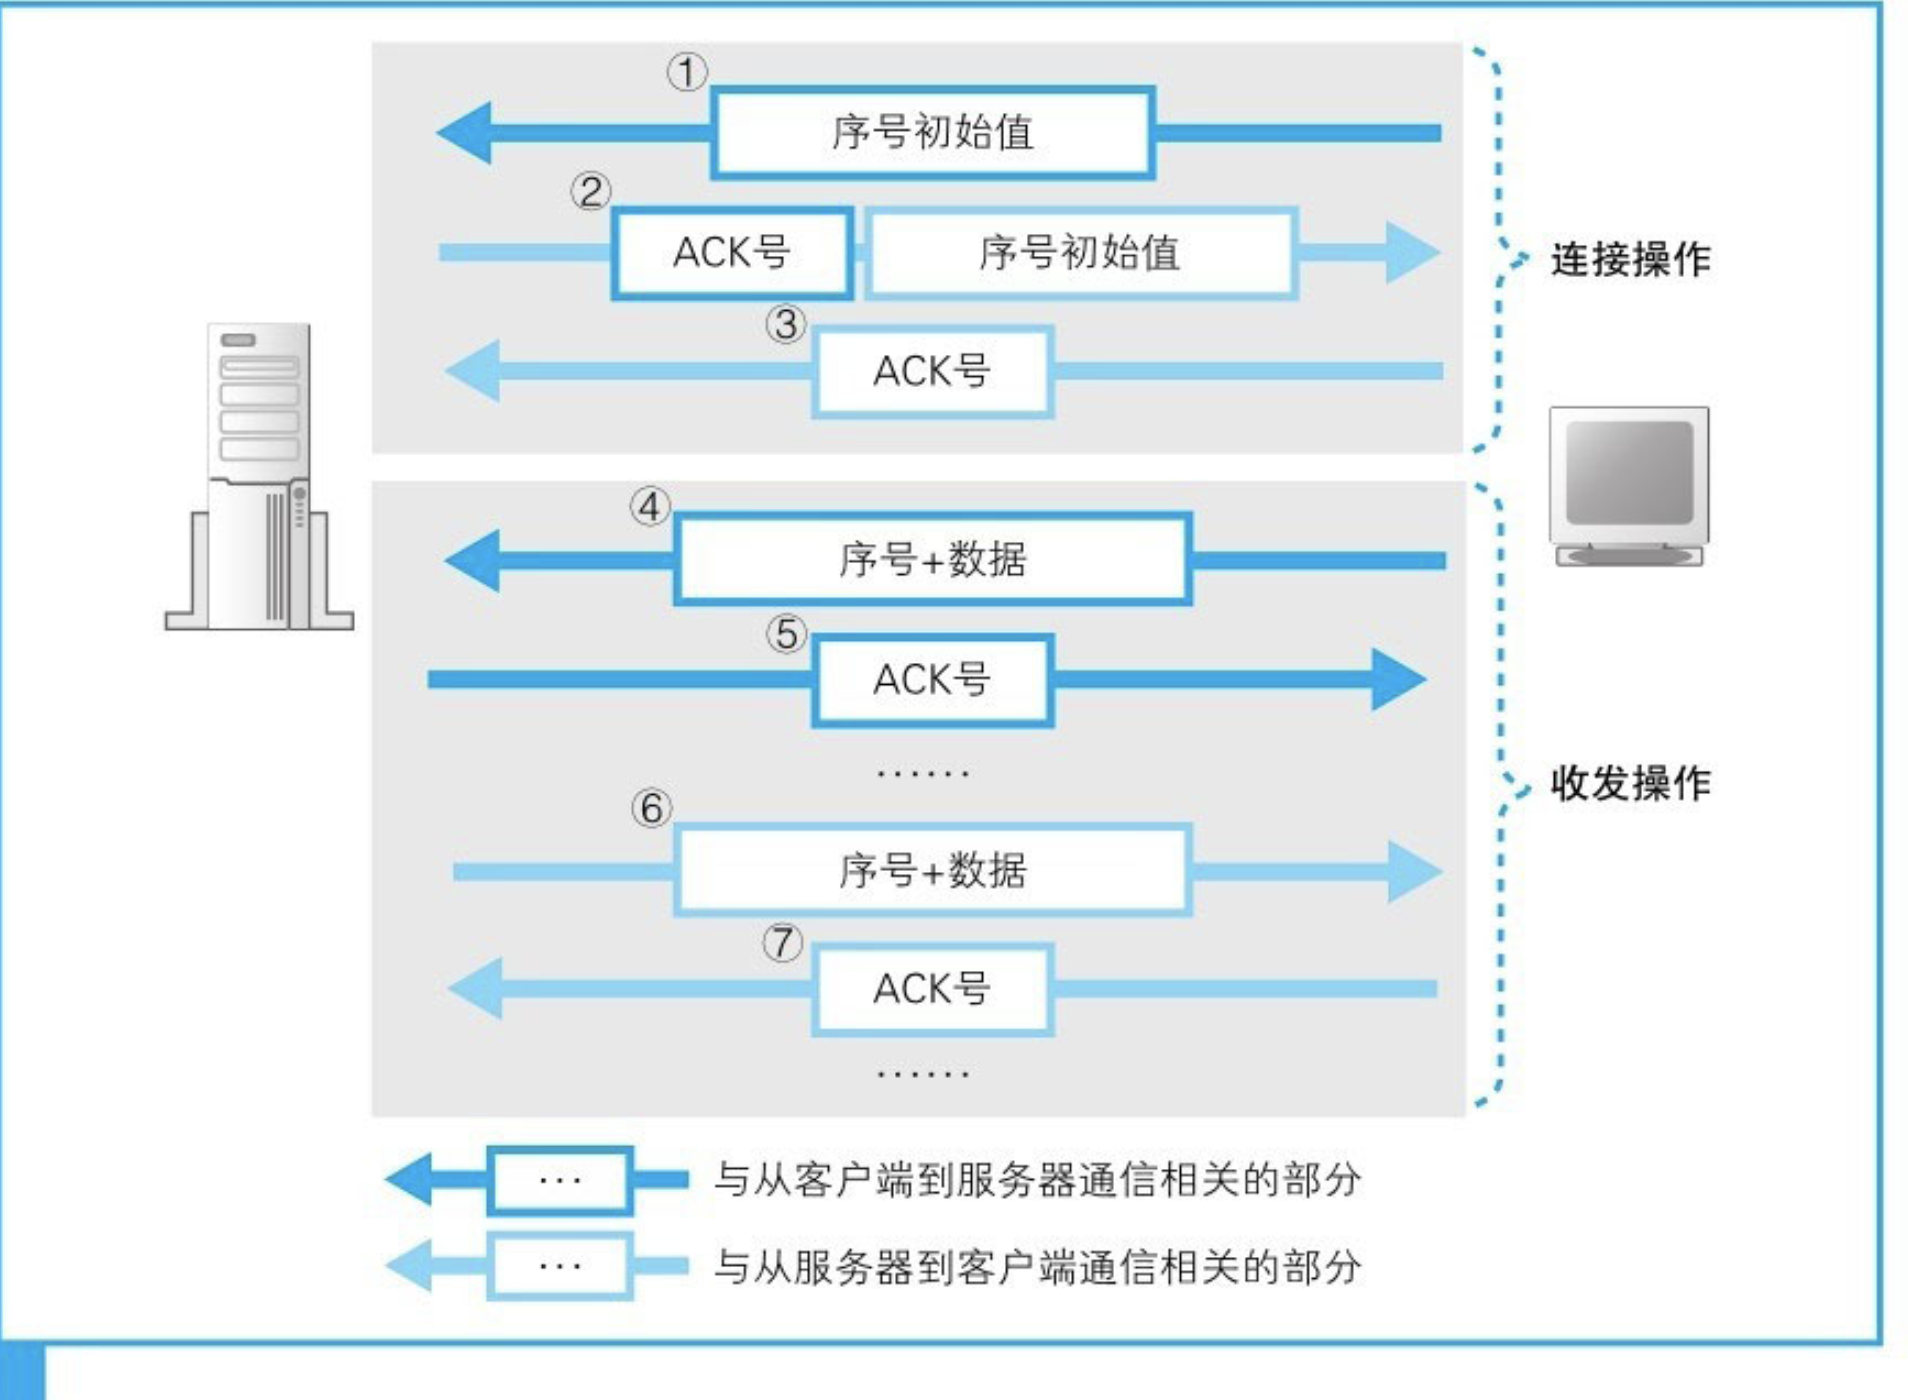 ①
序号初始值
②
ACK号 序号初始值
连接操作
③
ACK号
④
序号+数据
⑤
ACK号
......
收发操作
⑥
序号+数据
⑦
ACK号
......
... 与从客户端到服务器通信相关的部分
... 与从服务器到客户端通信相关的部分